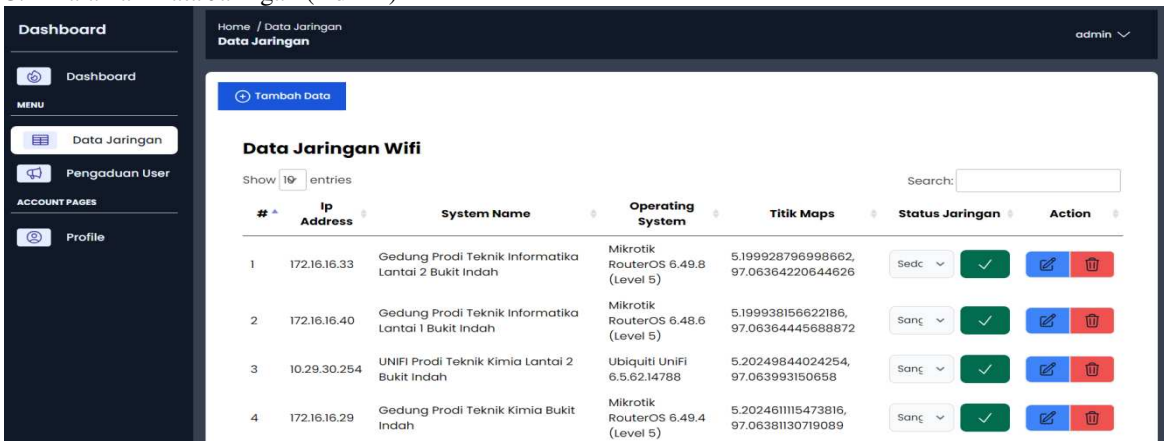 Dashboard
Home / Data Jaringan
Data Jaringan
admin
Dashboard
MENU
Data Jaringan
Pengaduan User
ACCOUNT PAGES
Profile
Tambah Data
Data Jaringan Wifi
Show 10 entries
Search:
# Ip Address System Name Operating System Titik Maps Status Jaringan Action
1 172.16.16.33 Gedung Prodi Teknik Informatika Lantai 2 Bukit Indah Mikrotik RouterOS 6.49.8 (Level 5) 5.199928796998662, 97.06364220644626 Sedc
2 172.16.16.40 Gedung Prodi Teknik Informatika Lantai 1 Bukit Indah Mikrotik RouterOS 6.48.6 (Level 5) 5.199938156622186, 97.06364445688872 Sang
3 10.29.30.254 UNIFI Prodi Teknik Kimia Lantai 2 Bukit Indah Ubiquiti UniFi 6.5.62.14788 5.20249844024254, 97.063993150658 Sang
4 172.16.16.29 Gedung Prodi Teknik Kimia Bukit Indah Mikrotik RouterOS 6.49.4 (Level 5) 5.2024611115473816, 97.06381130719089 Sang